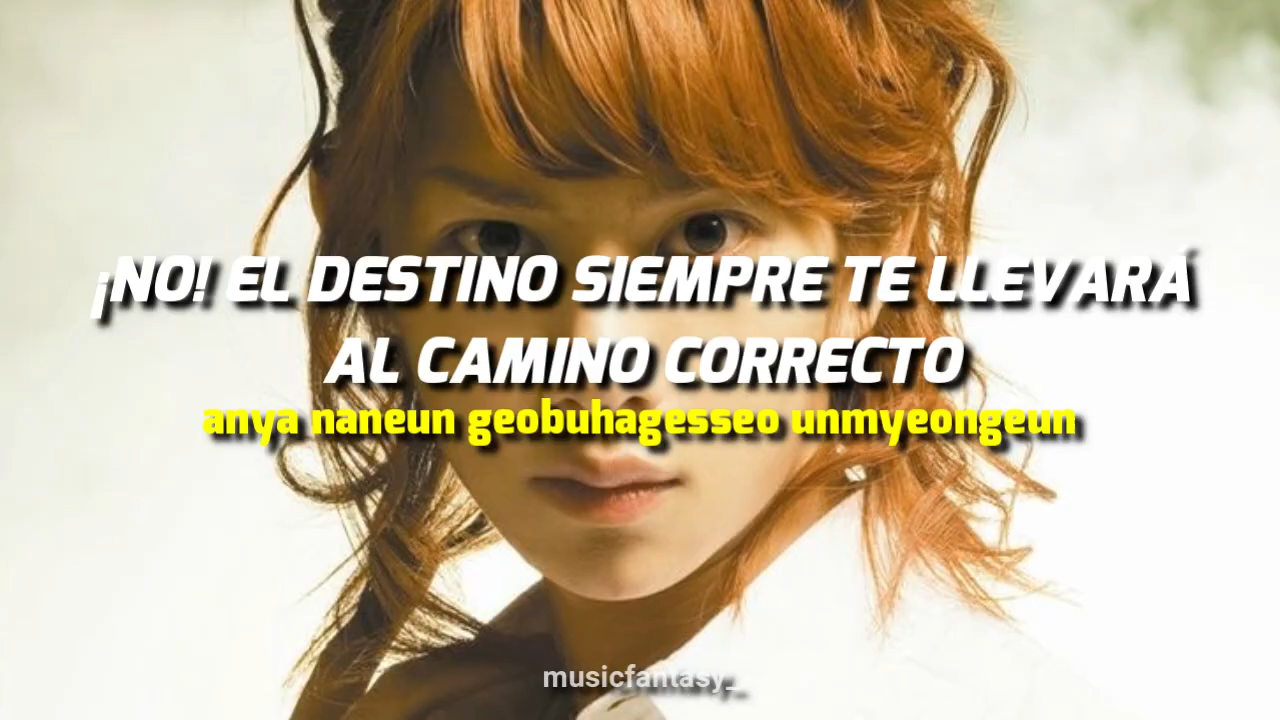 ¡NO! EL DESTINO SIEMPRE TE LLEVARÁ
AL CAMINO CORRECTO
anya naneun geobuhagesseo unmyeongeun
musicfantasy_